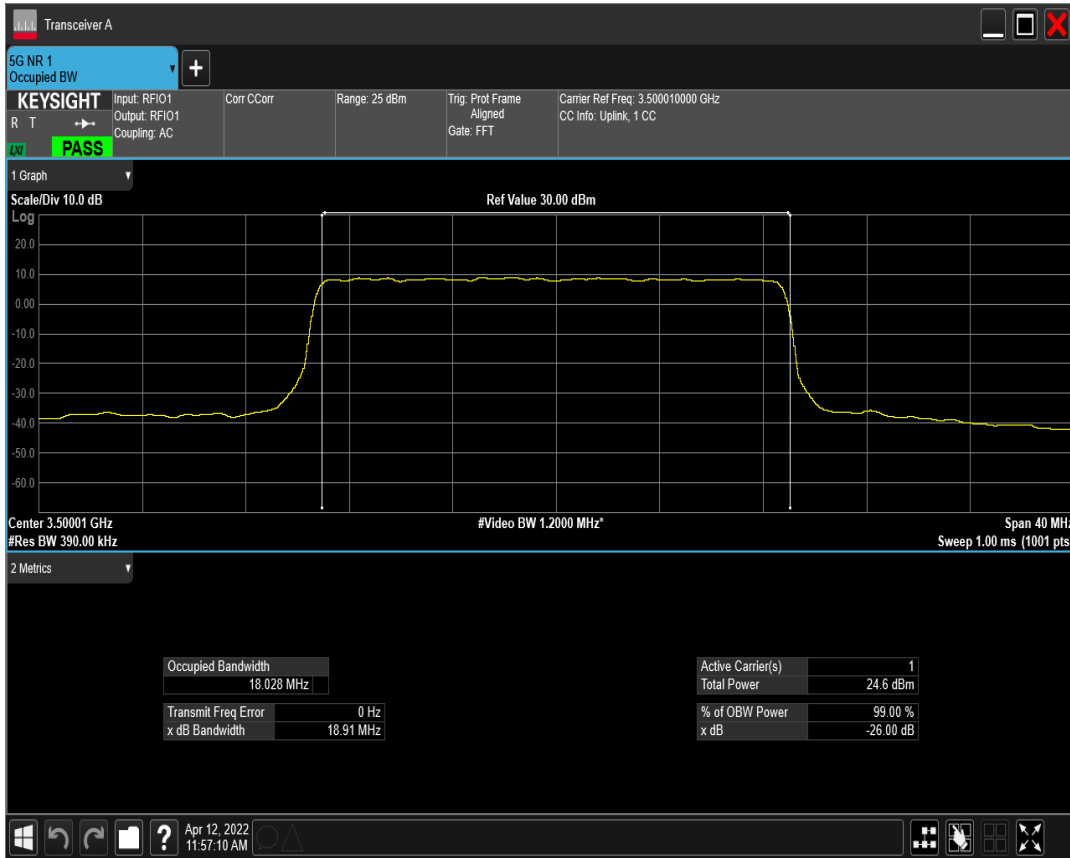 Transceiver A
5G NR 1
Occupied BW
+
KEYSIGHT
R T
LXI
PASS
Input: RFIO1
Output: RFIO1
Coupling: AC
Corr CCorr
Range: 25 dBm
Trig: Prot Frame
Aligned
Gate: FFT
Carrier Ref Freq: 3.500010000 GHz
CC Info: Uplink, 1 CC
1 Graph
Scale/Div 10.0 dB
Ref Value 30.00 dBm
Log
20.0
10.0
0.00
-10.0
-20.0
-30.0
-40.0
-50.0
-60.0
Center 3.50001 GHz
#Video BW 1.2000 MHz*
Span 40 MHz
#Res BW 390.00 kHz
Sweep 1.00 ms (1001 pts
2 Metrics
Occupied Bandwidth
18.028 MHz
Transmit Freq Error 0 Hz
x dB Bandwidth 18.91 MHz
Active Carrier(s) 1
Total Power 24.6 dBm
% of OBW Power 99.00 %
x dB -26.00 dB
?
Apr 12, 2022
11:57:10 AM